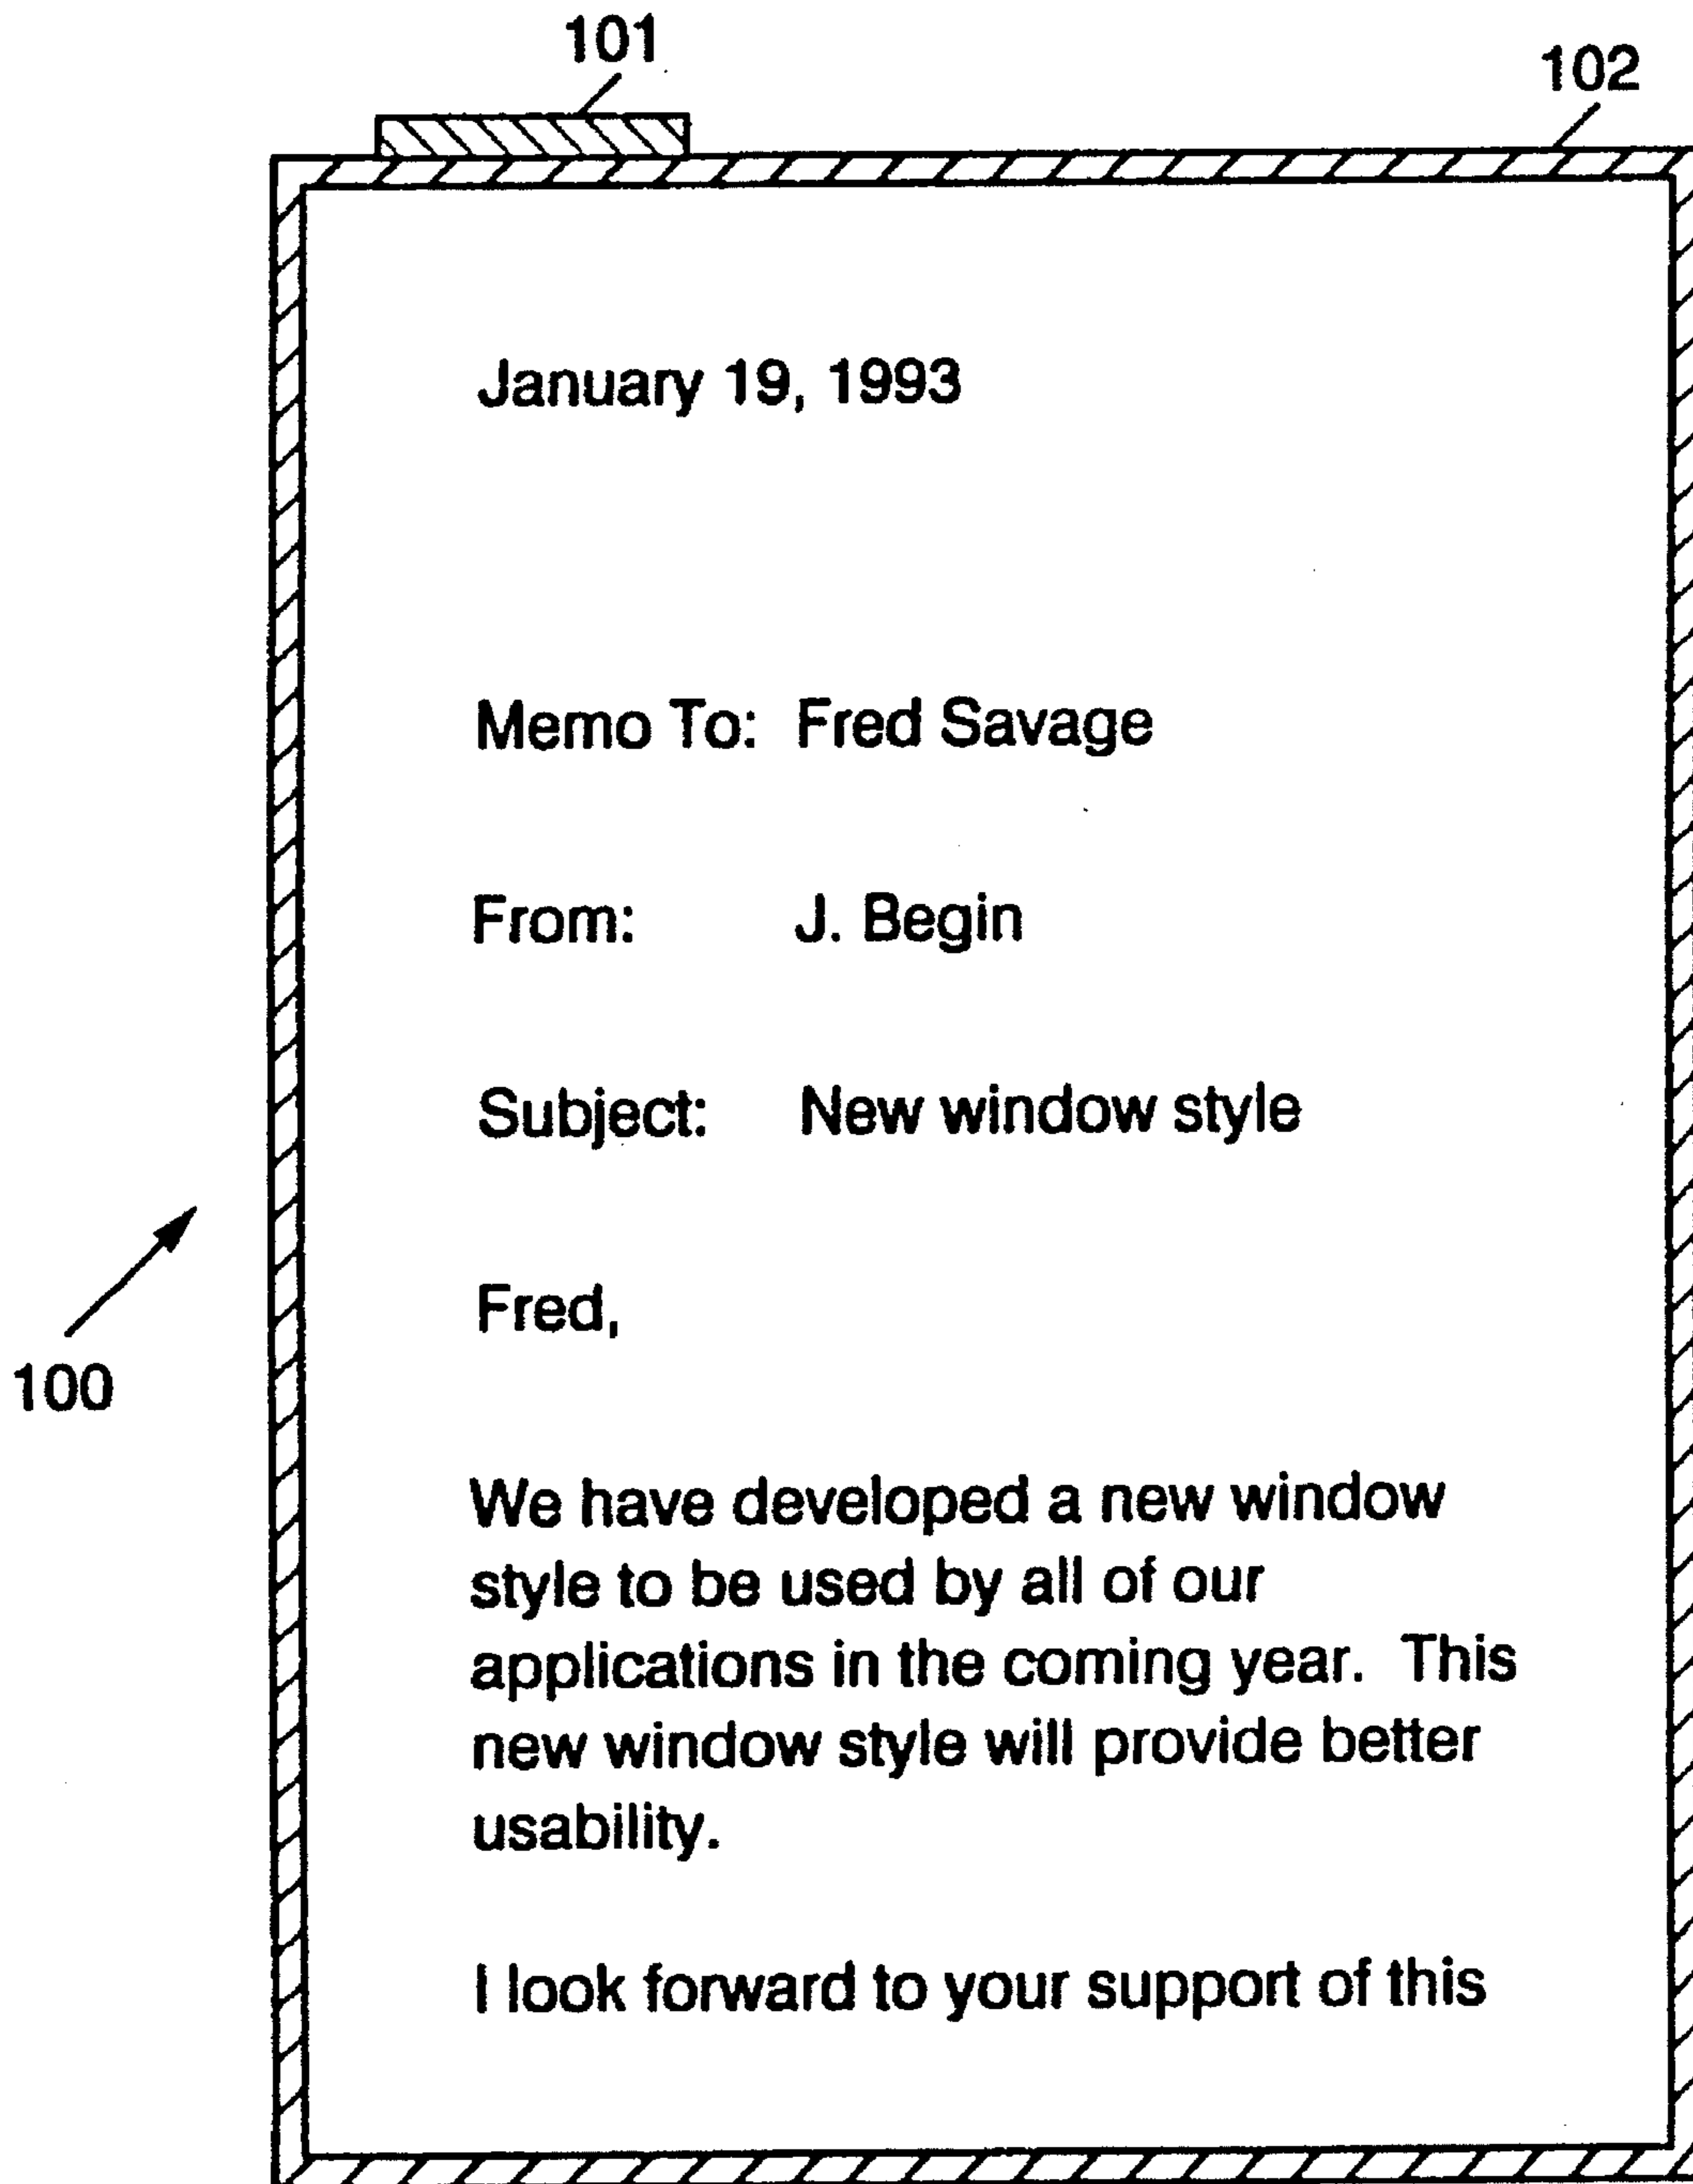 101
102
January 19, 1993
Memo To: Fred Savage
From: J. Begin
Subject: New window style
Fred,
100
We have developed a new window
style to be used by all of our
applications in the coming year. This
new window style will provide better
usability.
I look forward to your support of this